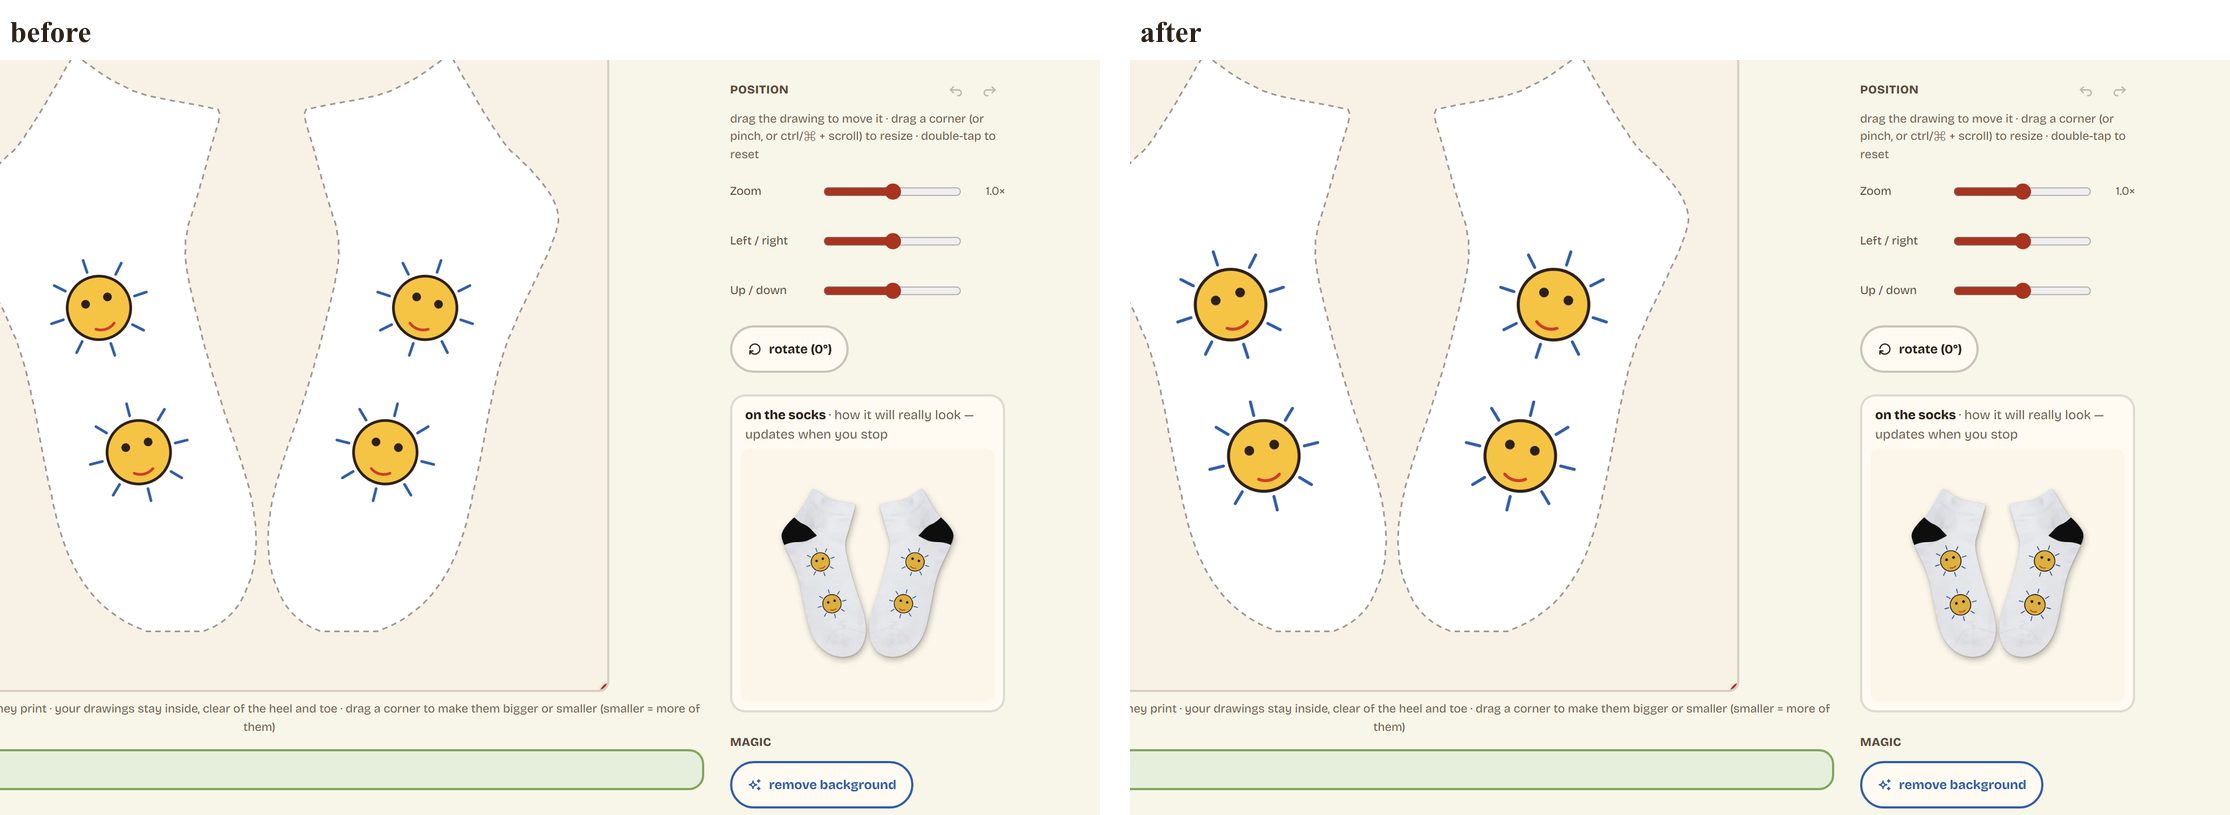 before
POSITION
drag the drawing to move it · drag a corner (or
pinch, or ctrl/⌘ + scroll) to resize · double-tap to
reset
Zoom 1.0×
Left / right
Up / down
rotate (0°)
on the socks · how it will really look —
updates when you stop
ney print · your drawings stay inside, clear of the heel and toe · drag a corner to make them bigger or smaller (smaller = more of
them)
MAGIC
remove background
after
POSITION
drag the drawing to move it · drag a corner (or
pinch, or ctrl/⌘ + scroll) to resize · double-tap to
reset
Zoom 1.0×
Left / right
Up / down
rotate (0°)
on the socks · how it will really look —
updates when you stop
ney print · your drawings stay inside, clear of the heel and toe · drag a corner to make them bigger or smaller (smaller = more of
them)
MAGIC
remove background